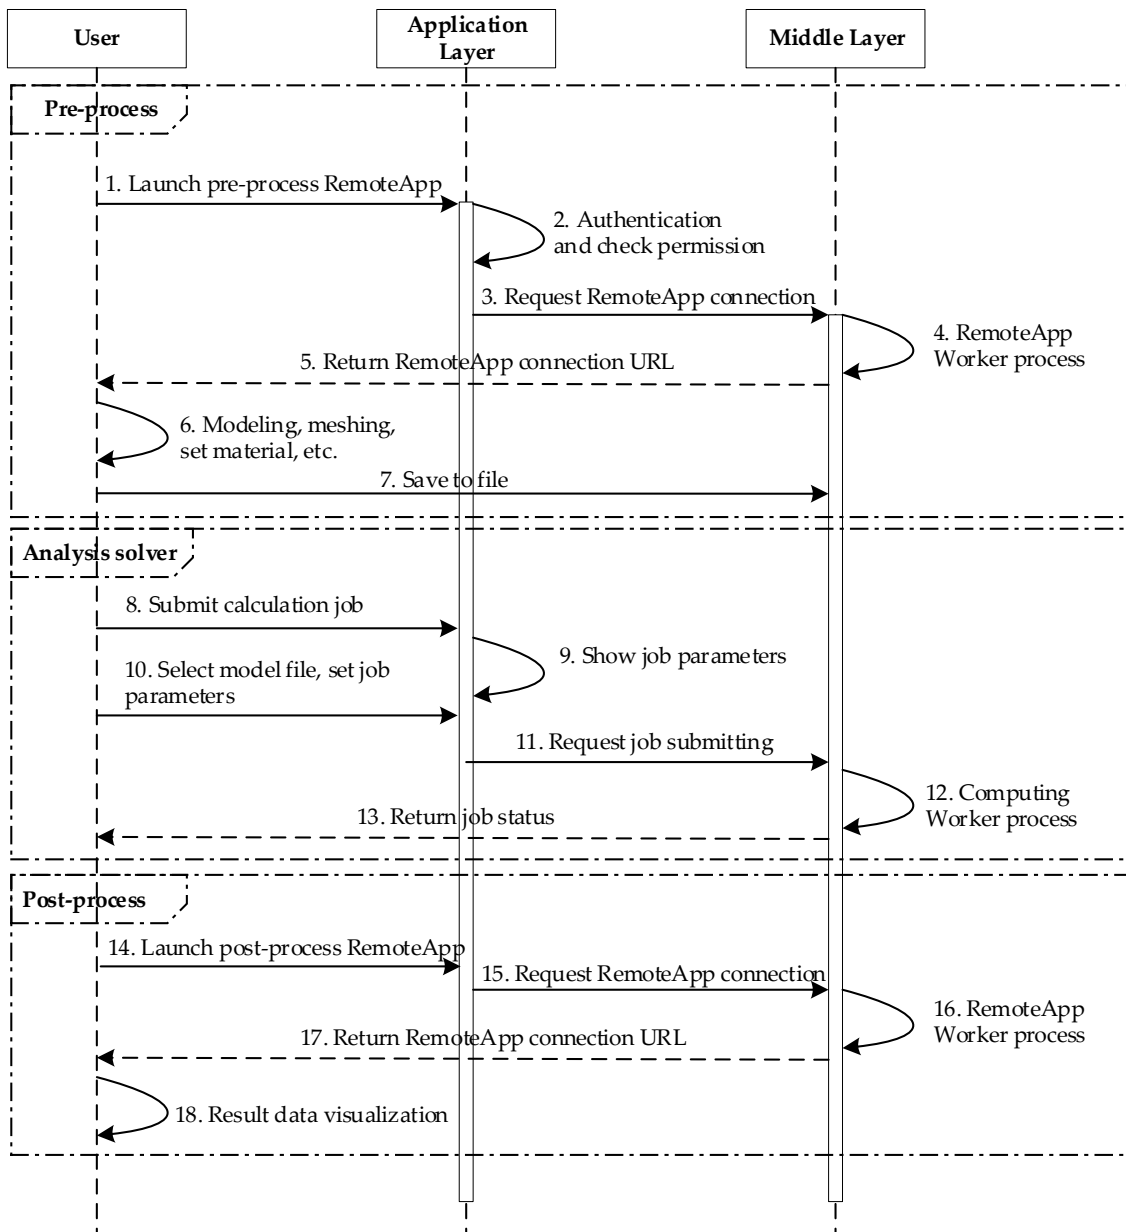 User
Application
Layer
Middle Layer
Pre-process
1. Launch pre-process RemoteApp
2. Authentication
and check permission
3. Request RemoteApp connection
4. RemoteApp
Worker process
5. Return RemoteApp connection URL
6. Modeling, meshing,
set material, etc.
7. Save to file
Analysis solver
8. Submit calculation job
9. Show job parameters
10. Select model file, set job
parameters
11. Request job submitting
12. Computing
Worker process
13. Return job status
Post-process
14. Launch post-process RemoteApp
15. Request RemoteApp connection
16. RemoteApp
Worker process
17. Return RemoteApp connection URL
18. Result data visualization